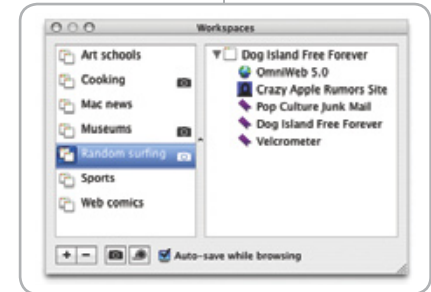 Workspaces
Art schools
Cooking
Mac news
Museums
Random surfing
Sports
Web comics
Dog Island Free Forever
OmniWeb 5.0
Crazy Apple Rumors Site
Pop Culture Junk Mail
Dog Island Free Forever
Velcrometer
Auto-save while browsing